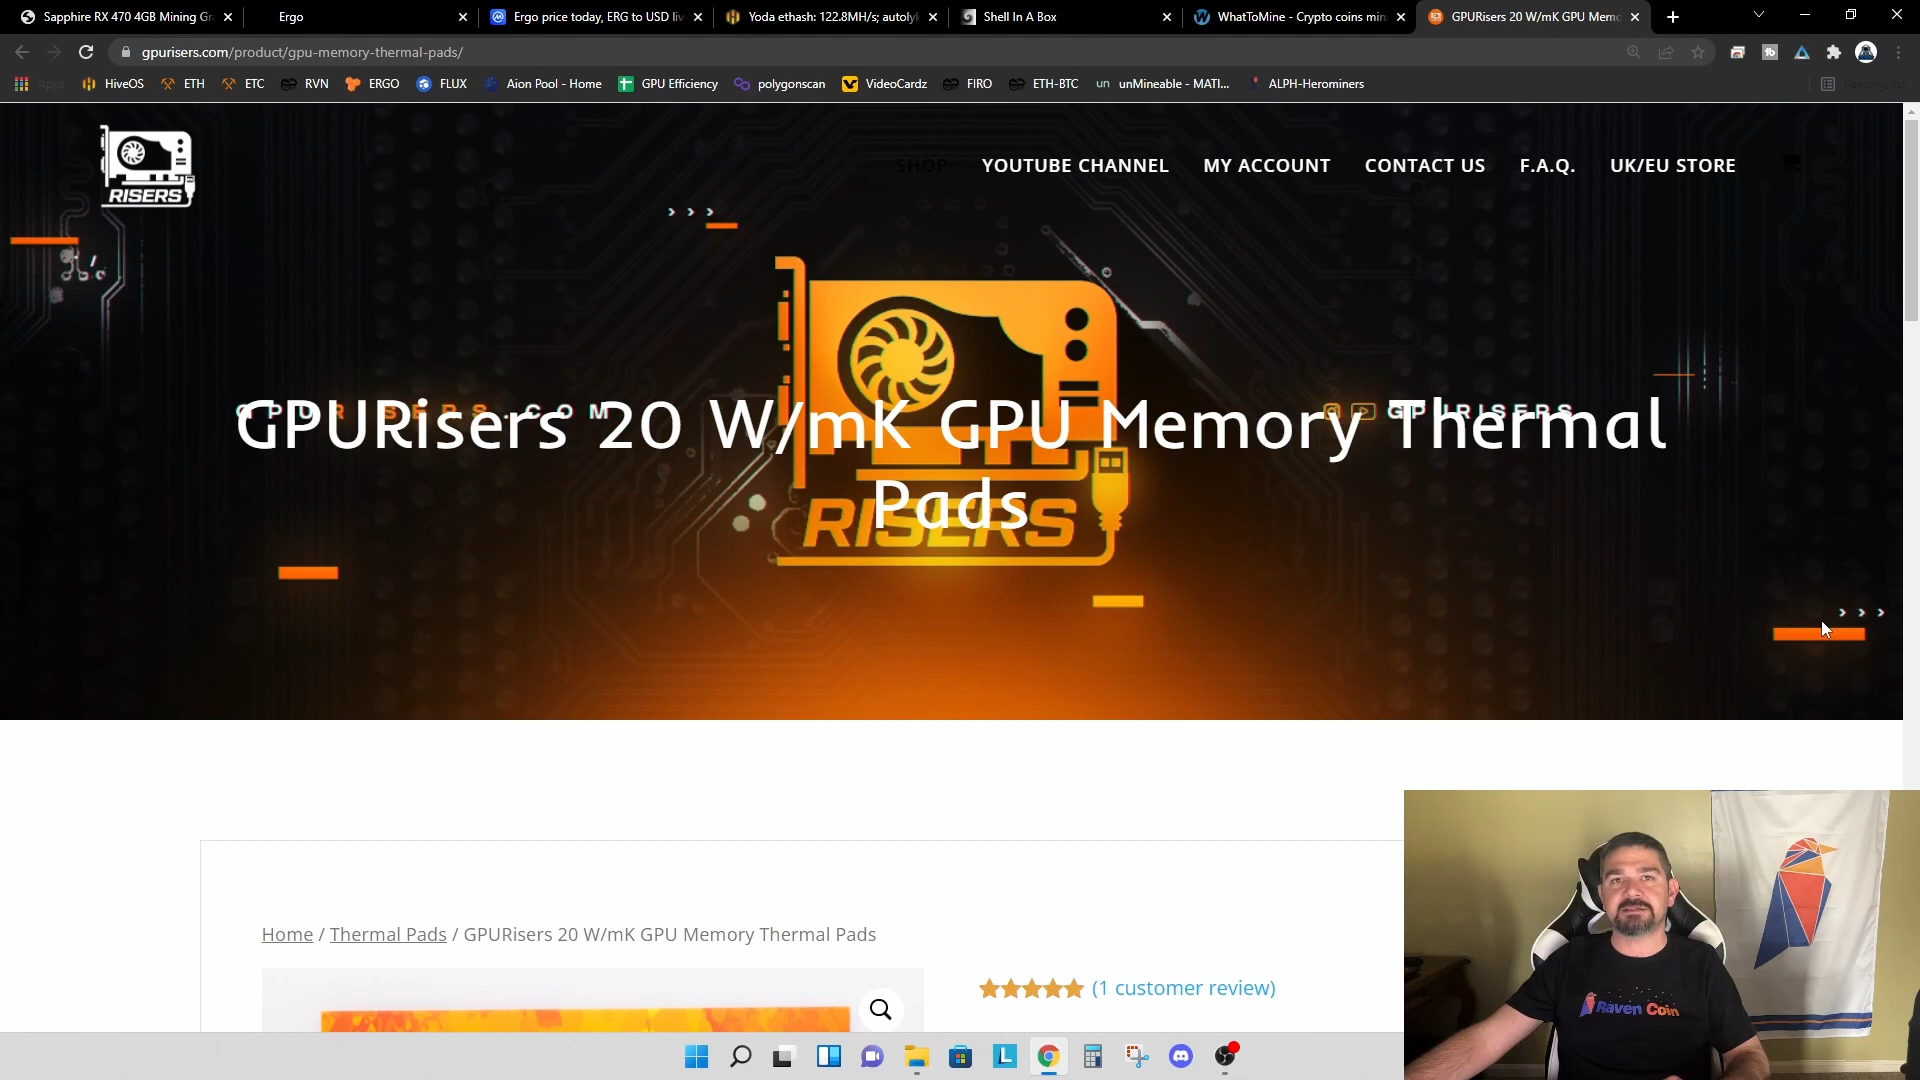 Sapphire RX 470 4GB Mining Gr
Ergo
Ergo price today, ERG to USD liv
Yoda ethash: 122.8MH/s; autolyk
Shell In A Box
WhatToMine - Crypto coins min
GPURisers 20 W/mK GPU Memo
gpurisers.com/product/gpu-memory-thermal-pads/
Apps
HiveOS
ETH
ETC
RVN
ERGO
FLUX
Aion Pool - Home
GPU Efficiency
polygonscan
VideoCardz
FIRO
ETH-BTC
un
unMineable - MATI...
ALPH-Herominers
Reading list
RISERS
SHOP
YOUTUBE CHANNEL
MY ACCOUNT
CONTACT US
F.A.Q.
UK/EU STORE
GPURISERS.COM
GPURISERS
GPURisers 20 W/mK GPU Memory Thermal
Pads
RISERS
Home / Thermal Pads / GPURisers 20 W/mK GPU Memory Thermal Pads
(1 customer review)
Raven Coin